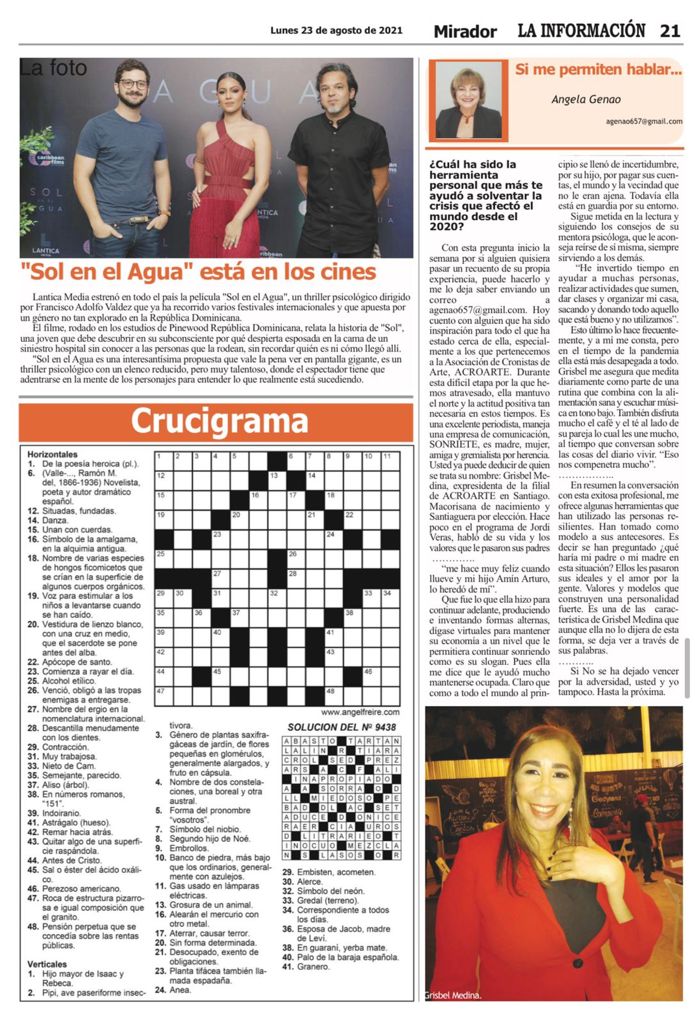 Lunes 23 de agosto de 2021
Mirador
LA INFORMACIÓN 21
La foto
A G U A
caribbean
films
SOL
AGUA
LANTICA
MEDIA
"Sol en el Agua" está en los cines
Lantica Media estrenó en todo el país la película "Sol en el Agua", un thriller psicológico dirigido
por Francisco Adolfo Valdez que ya ha recorrido varios festivales internacionales y que apuesta por
un género no tan explorado en la República Dominicana.
El filme, rodado en los estudios de Pinewood República Dominicana, relata la historia de "Sol",
una joven que debe descubrir en su subconsciente por qué despierta esposada en la cama de un
siniestro hospital sin conocer a las personas que la rodean, sin recordar quién es ni cómo llegó allí.
"Sol en el Agua es una interesantísima propuesta que vale la pena ver en pantalla gigante, es un
thriller psicológico con un elenco reducido, pero muy talentoso, donde el espectador tiene que
adentrarse en la mente de los personajes para entender lo que realmente está sucediendo.
Crucigrama
Horizontales
1. De la poesía heroica (pl.).
6. (Valle-..., Ramón M.
del, 1866-1936) Novelista,
poeta y autor dramático
español.
12. Situadas, fundadas.
14. Danza.
15. Unan con cuerdas.
16. Símbolo de la amalgama,
en la alquimia antigua.
18. Nombre de varias especies
de hongos ficomicetos que
se crían en la superficie de
algunos cuerpos orgánicos.
19. Voz para estimular a los
niños a levantarse cuando
se han caído.
20. Vestidura de lienzo blanco,
con una cruz en medio,
que el sacerdote se pone
antes del alba.
22. Apócope de santo.
23. Comienza a rayar el día.
25. Alcohol etílico.
26. Venció, obligó a las tropas
enemigas a entregarse.
27. Nombre del ergio en la
nomenclatura internacional.
28. Descantilla menudamente
con los dientes.
29. Contracción.
31. Muy trabajosa.
33. Nieto de Cam.
35. Semejante, parecido.
37. Aliso (árbol).
38. En números romanos,
"151".
39. Indoiranio.
41. Astrágalo (hueso).
42. Remar hacia atrás.
43. Quitar algo de una superfi-
cie raspándola.
44. Antes de Cristo.
45. Sal o éster del ácido oxáli-
co.
46. Perezoso americano.
47. Roca de estructura pizarro-
sa e igual composición que
el granito.
48. Pensión perpetua que se
concedía sobre las rentas
públicas.
Verticales
1. Hijo mayor de Isaac y
Rebeca.
2. Pipi, ave paseriforme insec-
www.angelfreire.com
tívora.
3. Género de plantas saxifra-
gáceas de jardín, de flores
pequeñas en glomérulos,
generalmente alargados, y
fruto en cápsula.
4. Nombre de dos constela-
ciones, una boreal y otra
austral.
5. Forma del pronombre
"vosotros".
7. Símbolo del niobio.
8. Segundo hijo de Noé.
9. Embrollos.
10. Banco de piedra, más bajo
que los ordinarios, general-
mente con azulejos.
11. Gas usado en lámparas
eléctricas.
13. Grosura de un animal.
16. Alearán el mercurio con
otro metal.
17. Aterrar, causar terror.
20. Sin forma determinada.
21. Desocupado, exento de
obligaciones.
23. Planta tifácea también lla-
mada espadaña.
24. Anea.
SOLUCION DEL Nº 9438
29. Embisten, acometen.
30. Alerce.
32. Símbolo del neón.
33. Gredal (terreno).
34. Correspondiente a todos
los días.
36. Esposa de Jacob, madre
de Leví.
38. En guaraní, yerba mate.
40. Palo de la baraja española.
41. Granero.
Si me permiten hablar...
Angela Genao
agenao657@gmail.com
¿Cuál ha sido la
herramienta
personal que más te
ayudó a solventar la
crisis que afectó el
mundo desde el
2020?
Con esta pregunta inicio la
semana por si alguien quisiera
pasar un recuento de su propia
experiencia, puede hacerlo y
me lo deja saber enviando un
correo a
agenao657@gmail.com. Hoy
cuento con alguien que ha sido
inspiración para todo el que ha
estado cerca de ella, especial-
mente a los que pertenecemos
a la Asociación de Cronistas de
Arte, ACROARTE. Durante
esta difícil etapa por la que he-
mos atravesado, ella mantuvo
el norte y la actitud positiva tan
necesaria en estos tiempos. Es
una excelente periodista, maneja
una empresa de comunicación,
SONRÍETE, es madre, mujer,
amiga y gremialista por herencia.
Usted ya puede deducir de quien
se trata su nombre: Grisbel Me-
dina, expresidenta de la filial
de ACROARTE en Santiago.
Macorisana de nacimiento y
Santiaguera por elección. Hace
poco en el programa de Jordi
Veras, habló de su vida y los
valores que le pasaron sus padres
.............
"me hace muy feliz cuando
llueve y mi hijo Amin Arturo,
lo heredó de mi".
Que fue lo que ella hizo para
continuar adelante, produciendo
e inventando formas alternas,
dígase virtuales para mantener
su economía a un nivel que le
permitiera continuar sonriendo
como es su slogan. Pues ella
me dice que le ayudó mucho
mantenerse ocupada. Claro que
como a todo el mundo al prin-
cipio se llenó de incertidumbre,
por su hijo, por pagar sus cuen-
tas, el mundo y la vecindad que
no le eran ajena. Todavía ella
está en guardia por su entorno.
Sigue metida en la lectura y
siguiendo los consejos de su
mentora psicóloga, que le acon-
seja reírse de sí misma, siempre
sirviendo a los demás.
"He invertido tiempo en
ayudar a muchas personas,
realizar actividades que sumen,
dar clases y organizar mi casa,
sacando y donando todo aquello
que está bueno y no utilizamos".
Esto último lo hace frecuente-
mente, y a mí me consta, pero
en el tiempo de la pandemia
ella está más desapegada a todo.
Grisbel me asegura que medita
diariamente como parte de una
rutina que combina con la ali-
mentación sana y escuchar músi-
ca en tono bajo. También disfruta
mucho el café y el té al lado de
su pareja lo cual les une mucho,
al tiempo que conversan sobre
las cosas del diario vivir. "Eso
nos compenetra mucho".
................
En resumen la conversación
con esta exitosa profesional, me
ofrece algunas herramientas que
han utilizado las personas re-
silientes. Han tomado como
modelo a sus antecesores. Es
decir se han preguntado ¿qué
haría mi padre o mi madre en
esta situación? Ellos les pasaron
sus ideales y el amor por la
gente. Valores y modelos que
construyen una personalidad
fuerte. Es una de las carac-
terística de Grisbel Medina que
aunque ella no lo dijera de esta
forma, se deja ver a través de
sus palabras.
...........
Si No se ha dejado vencer
por la adversidad, usted y yo
tampoco. Hasta la próxima.
Grisbel Medina.